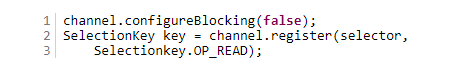 1 channel.configureBlocking(false);
2 SelectionKey key = channel.register(selector,
3     Selectionkey.OP_READ);